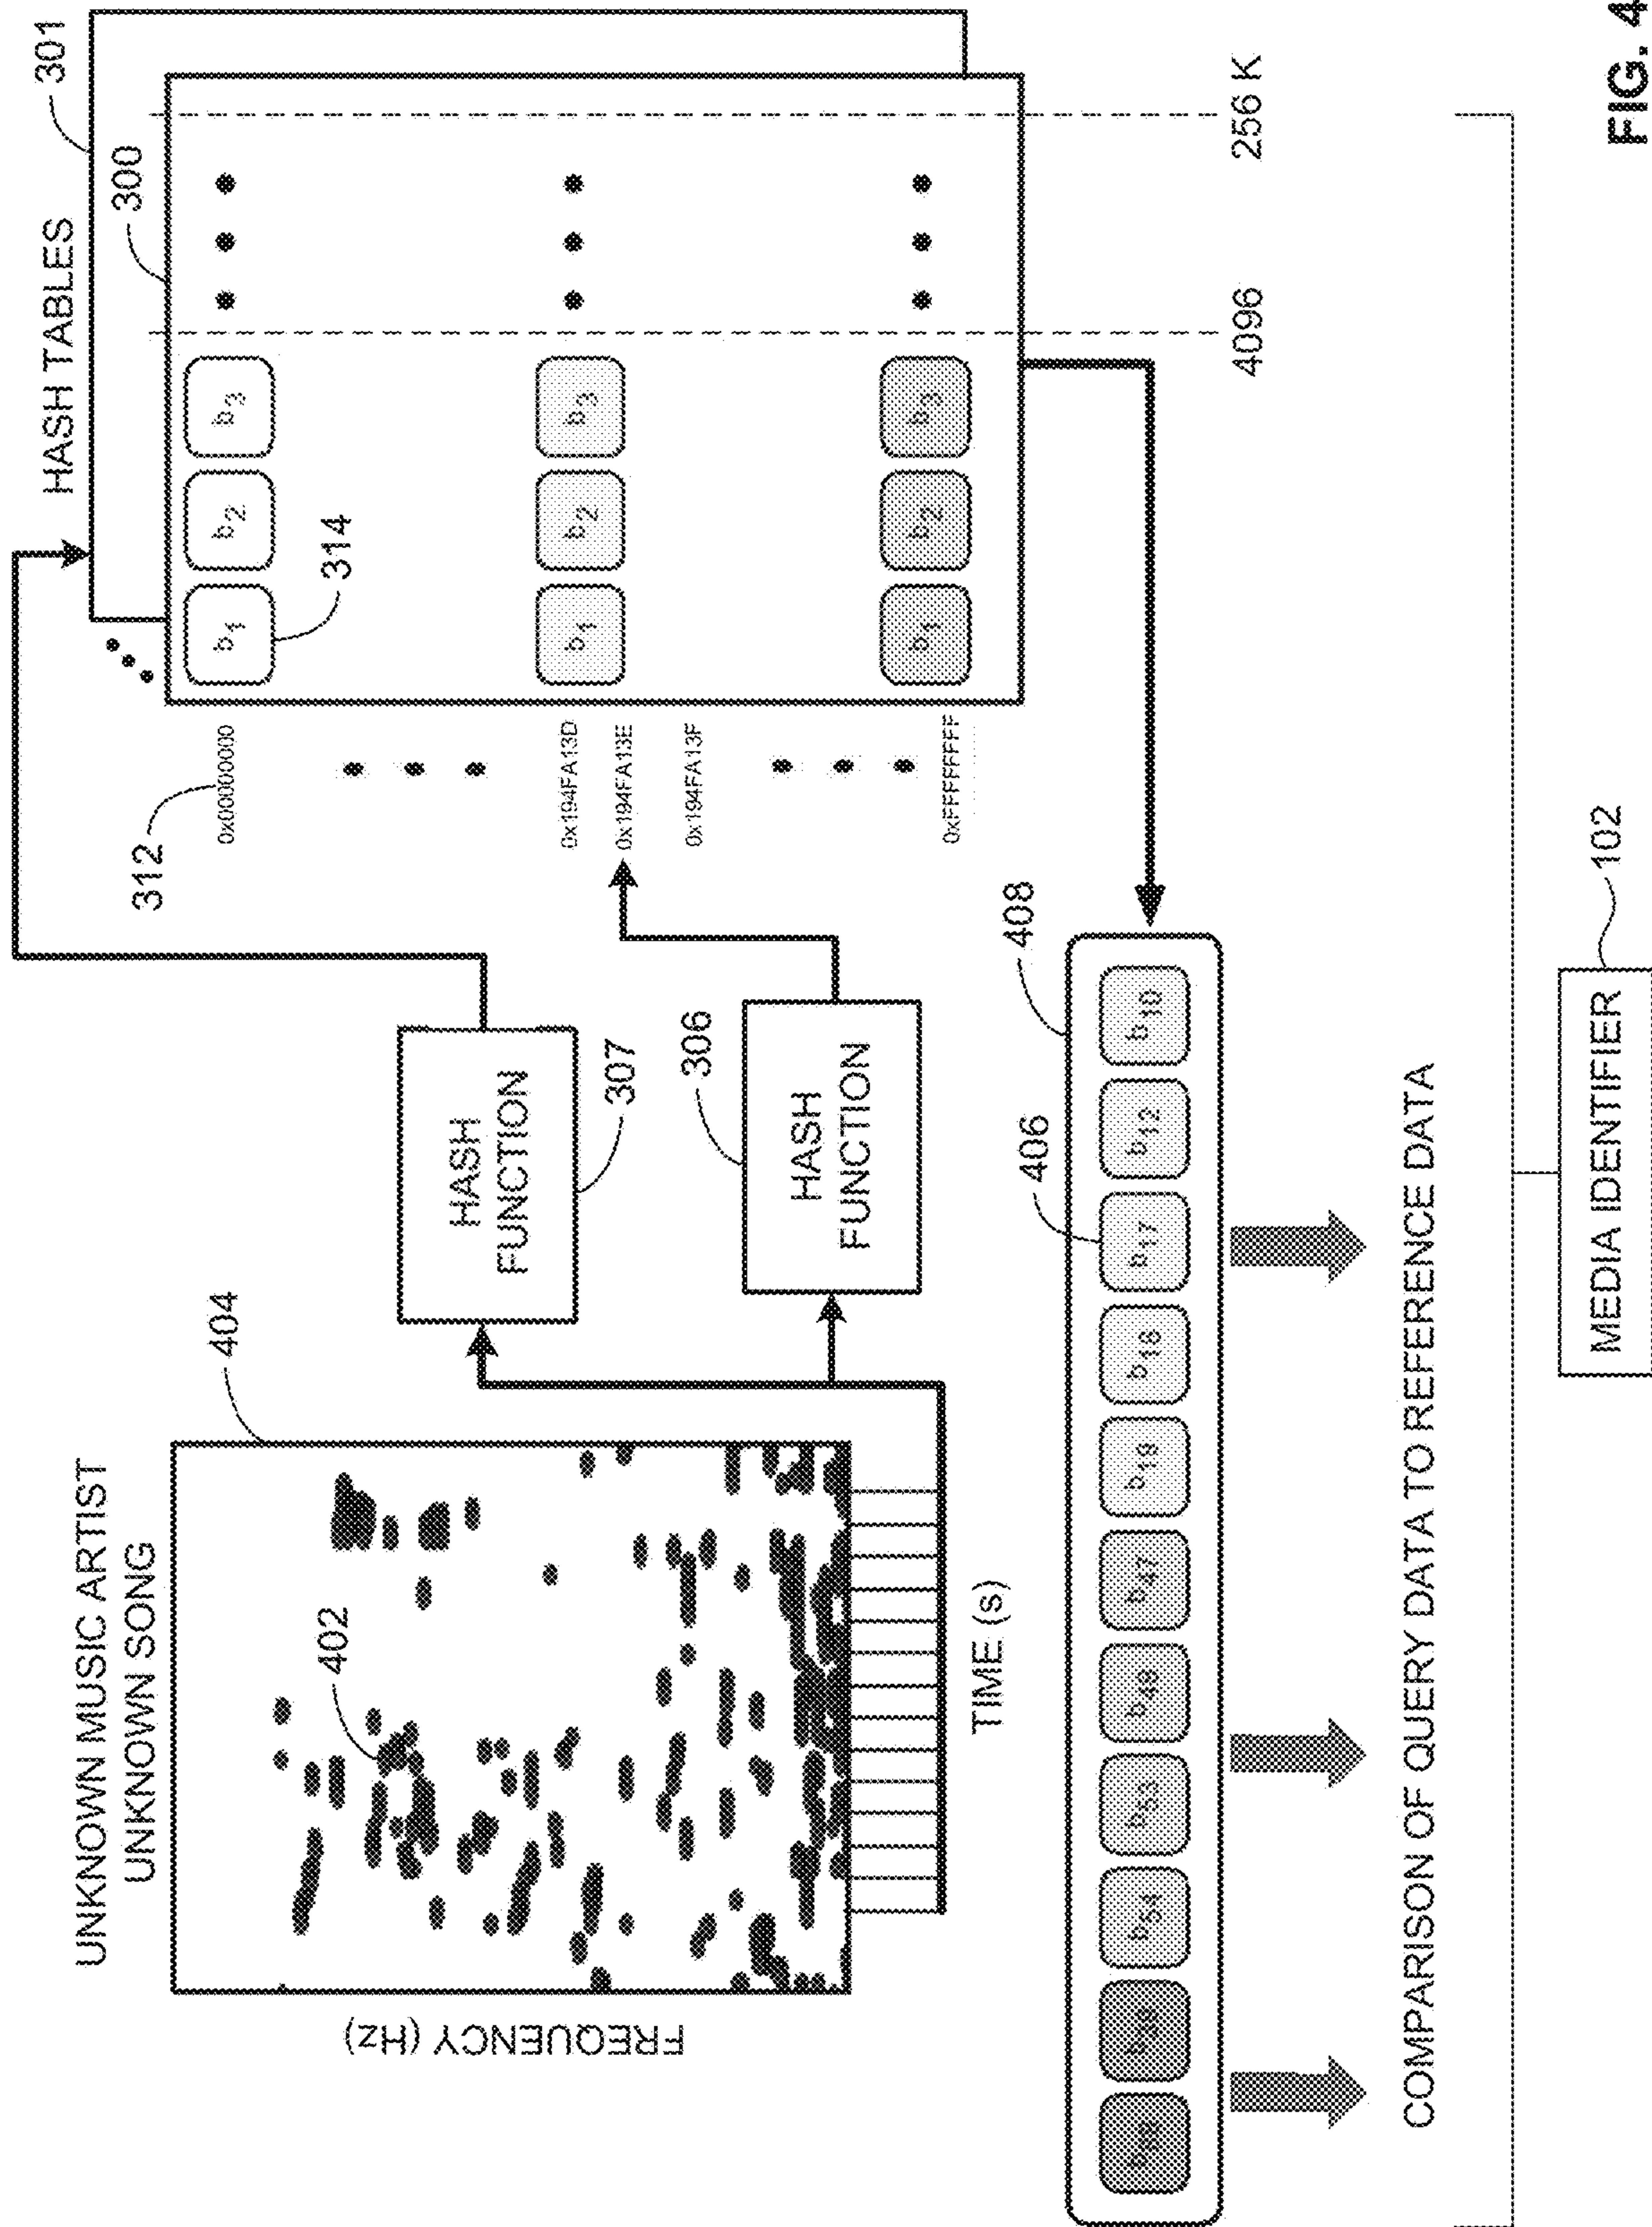 UNKNOWN MUSIC ARTIST
UNKNOWN SONG
404
402
FREQUENCY (Hz)
TIME (s)
HASH
FUNCTION
307
306
HASH
FUNCTION
HASH TABLES
301
300
312
0x00000000
0x194FA13D
0x194FA13E
0x194FA13F
0xFFFFFFFF
b1 b2 b3
314
b1 b2 b3
b1 b2 b3
4096
256 K
406
408
b51 b53 b49 b47 b19 b18 b17 b12 b10
COMPARISON OF QUERY DATA TO REFERENCE DATA
MEDIA IDENTIFIER
102
FIG. 4